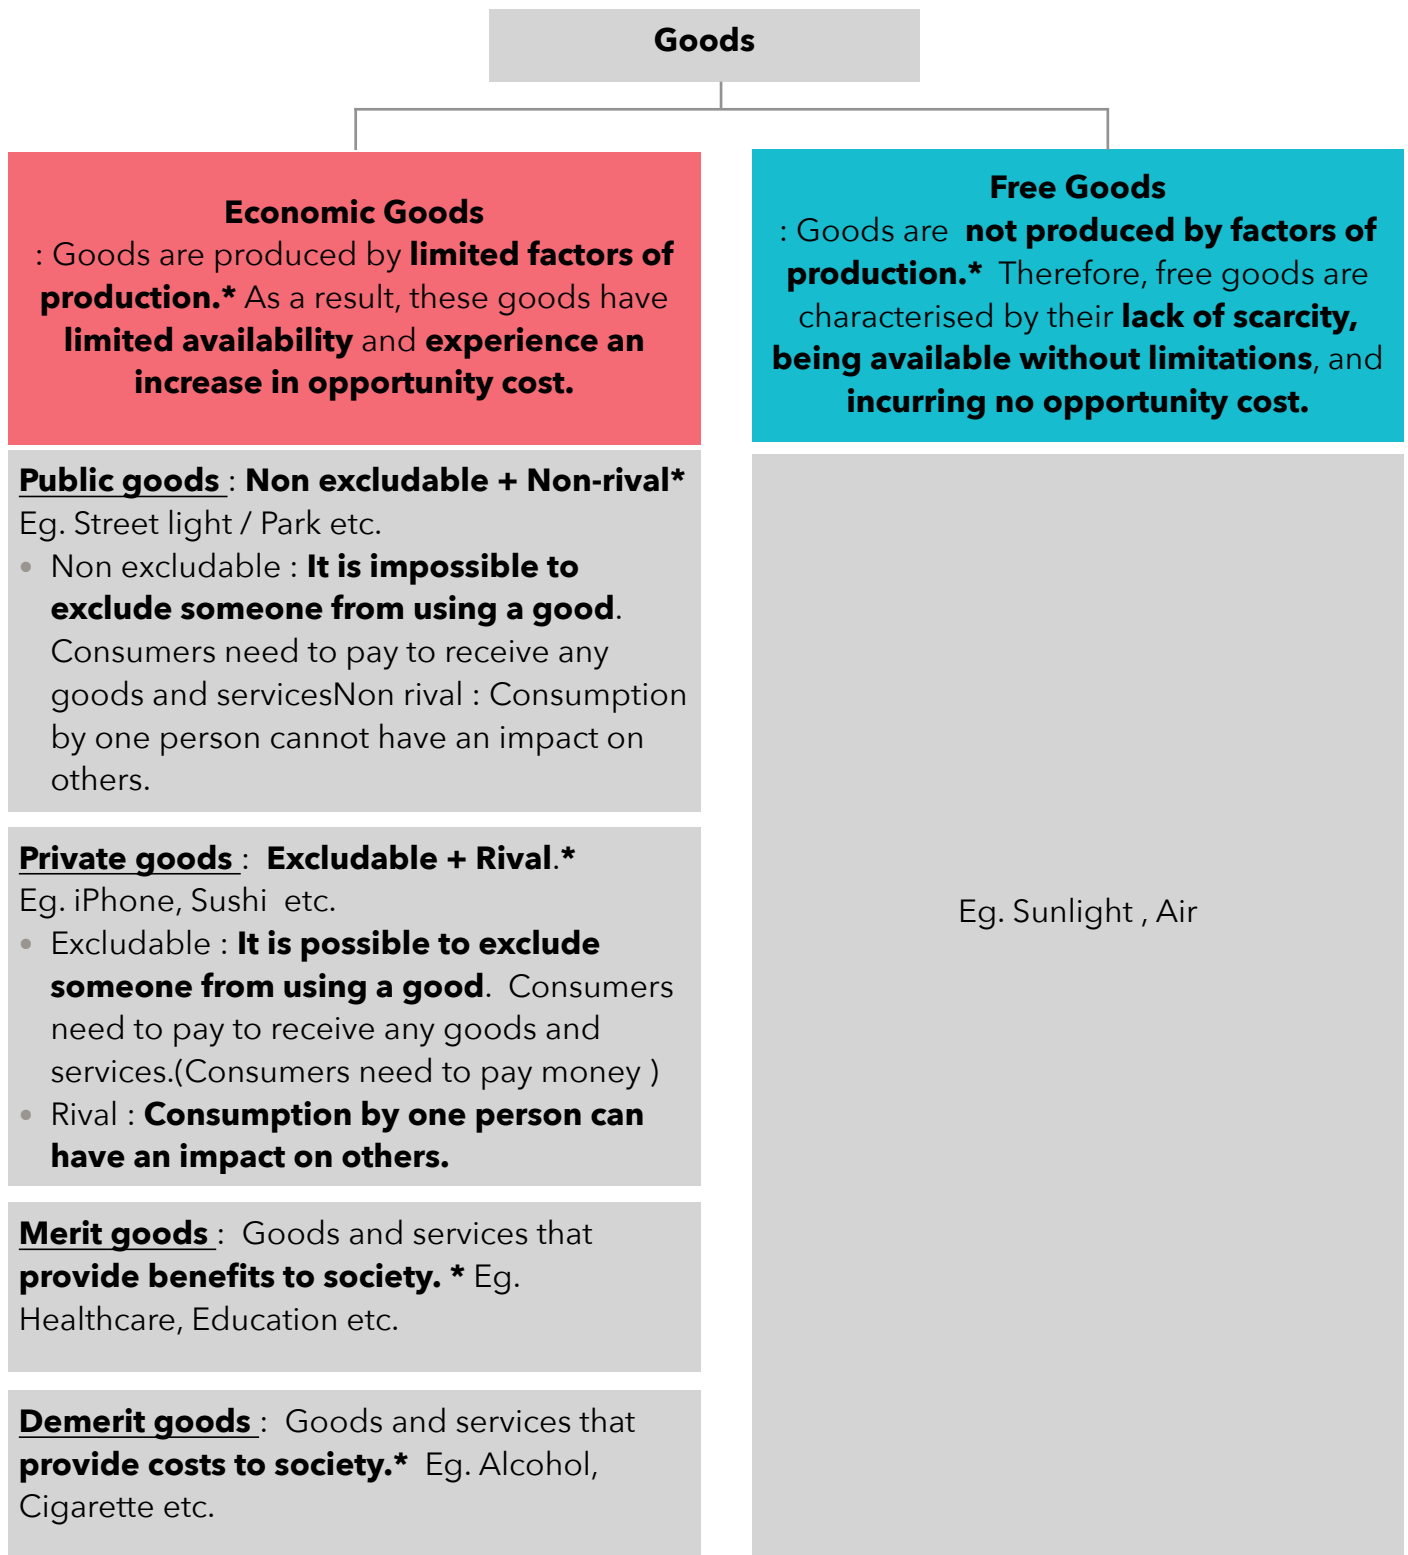 Goods
Economic Goods
: Goods are produced by limited factors of
production.* As a result, these goods have
limited availability and experience an
increase in opportunity cost.
Free Goods
: Goods are not produced by factors of
production.* Therefore, free goods are
characterised by their lack of scarcity,
being available without limitations, and
incurring no opportunity cost.
Public goods : Non excludable + Non-rival*
Eg. Street light / Park etc.
• Non excludable : It is impossible to
exclude someone from using a good.
Consumers need to pay to receive any
goods and servicesNon rival : Consumption
by one person cannot have an impact on
others.
Private goods : Excludable + Rival.*
Eg. iPhone, Sushi etc.
• Excludable : It is possible to exclude
someone from using a good. Consumers
need to pay to receive any goods and
services.(Consumers need to pay money )
• Rival : Consumption by one person can
have an impact on others.
Merit goods : Goods and services that
provide benefits to society. * Eg.
Healthcare, Education etc.
Demerit goods : Goods and services that
provide costs to society.* Eg. Alcohol,
Cigarette etc.
Eg. Sunlight , Air